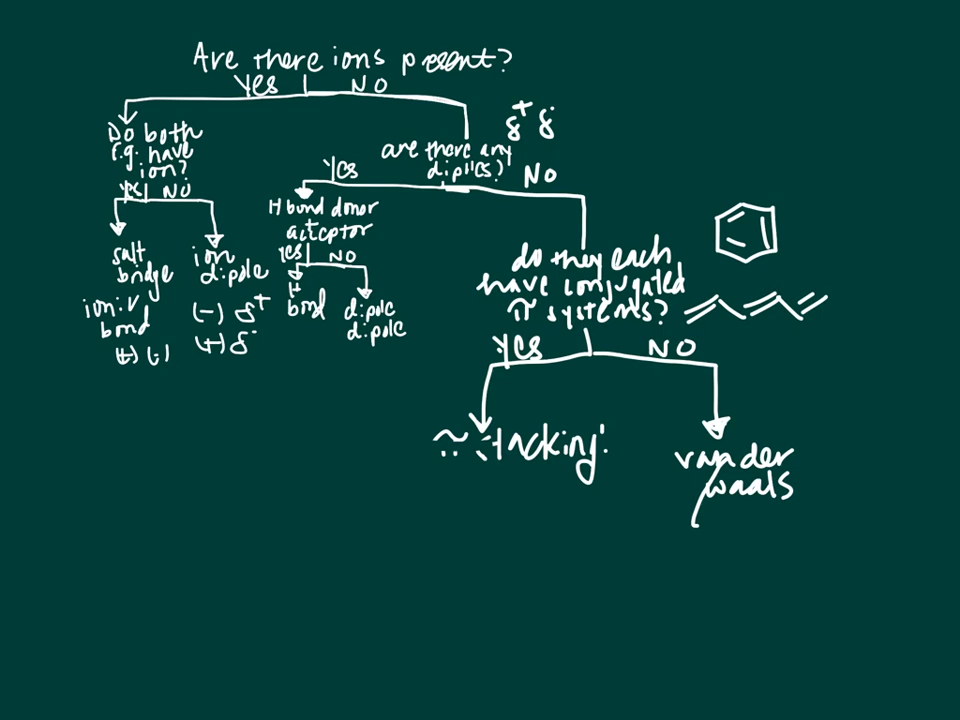 Are there ions present?
Yes NO
Do both
f.g. have
ion?
Yes NO
salt
bridge
ionic
bond
(+) (-)
ion
dipole
(-) δ+
(+) δ-
δ+ δ-
are there any
dipoles?
Yes NO
H bond donor
acceptor
Yes NO
H
bond
dipole
dipole
do they each
have conjugated
π systems?
Yes NO
π stacking
van der
waals